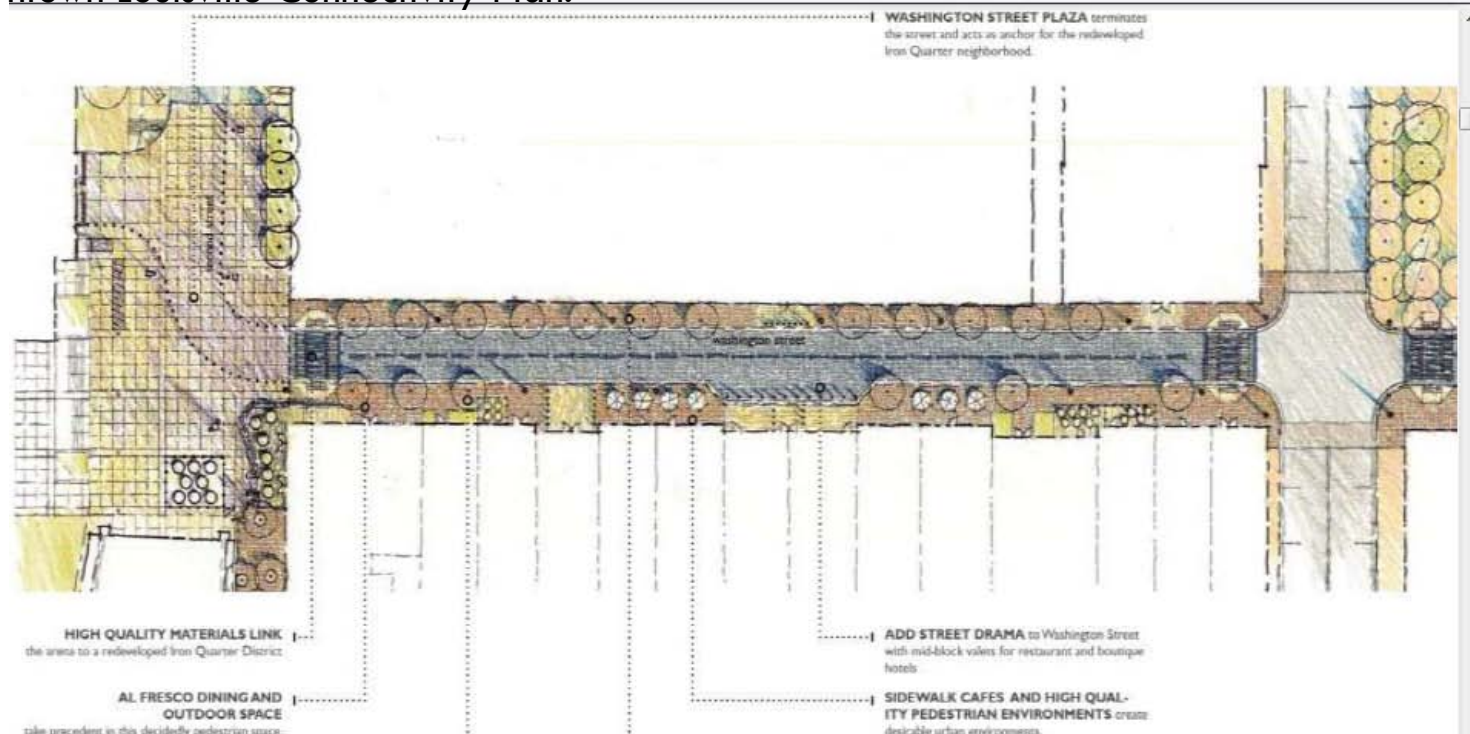 WASHINGTON STREET PLAZA terminates
the street and acts as anchor for the redeveloped
Iron Quarter neighborhood.
washington street
HIGH QUALITY MATERIALS LINK
the arena to a redeveloped Iron Quarter District
ADD STREET DRAMA to Washington Street
with mid-block valets for restaurant and boutique
hotels
AL FRESCO DINING AND
OUTDOOR SPACE
take precedent in this decidedly pedestrian space
SIDEWALK CAFES AND HIGH QUAL-
ITY PEDESTRIAN ENVIRONMENTS create
desirable urban environments.